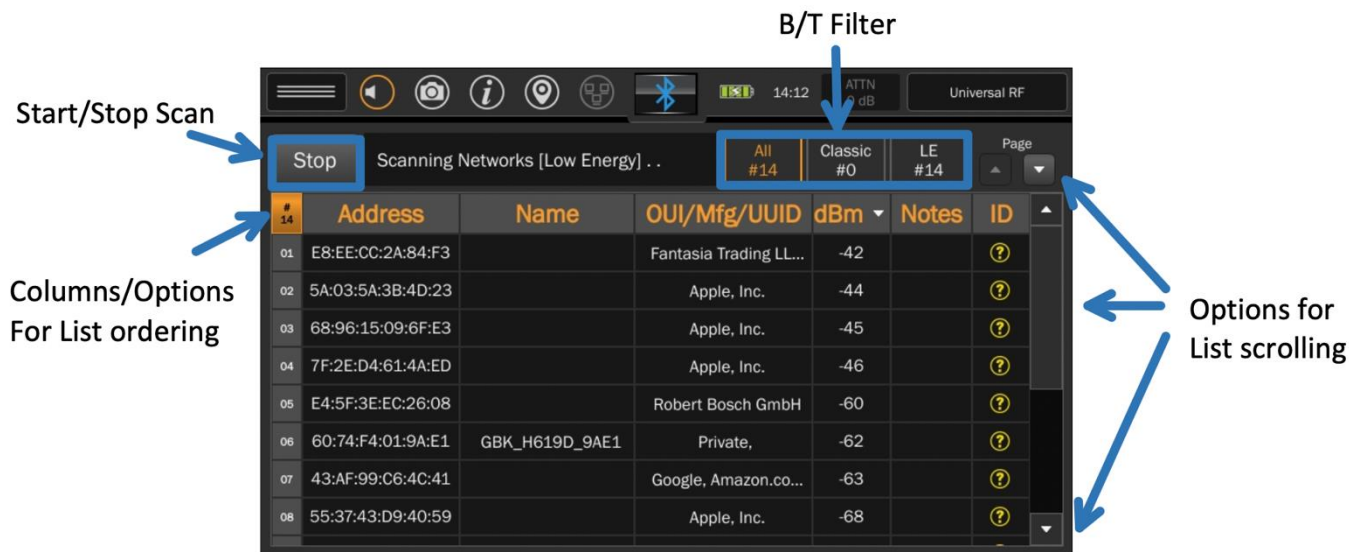 B/T Filter
Start/Stop Scan
14:12
ATTN
0 dB
Universal RF
Stop
Scanning Networks [Low Energy] . .
All
#14
Classic
#0
LE
#14
Page
#
14
Address Name OUI/Mfg/UUID dBm Notes ID
01 E8:EE:CC:2A:84:F3 Fantasia Trading LL... -42 ?
02 5A:03:5A:3B:4D:23 Apple, Inc. -44 ?
03 68:96:15:09:6F:E3 Apple, Inc. -45 ?
04 7F:2E:D4:61:4A:ED Apple, Inc. -46 ?
05 E4:5F:3E:EC:26:08 Robert Bosch GmbH -60 ?
06 60:74:F4:01:9A:E1 GBK_H619D_9AE1 Private, -62 ?
07 43:AF:99:C6:4C:41 Google, Amazon.co... -63 ?
08 55:37:43:D9:40:59 Apple, Inc. -68 ?
Columns/Options
For List ordering
Options for
List scrolling